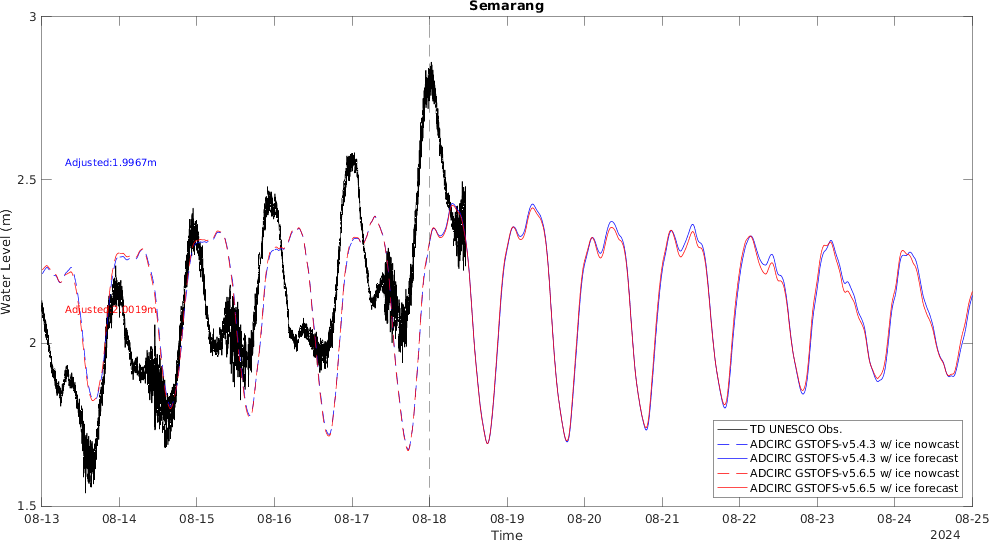 Semarang
3
2.5
2
1.5
Water Level (m)
Adjusted:1.9967m
Adjusted:2.0019m
TD UNESCO Obs.
ADCIRC GSTOFS-v5.4.3 w/ ice nowcast
ADCIRC GSTOFS-v5.4.3 w/ ice forecast
ADCIRC GSTOFS-v5.6.5 w/ ice nowcast
ADCIRC GSTOFS-v5.6.5 w/ ice forecast
08-13 08-14 08-15 08-16 08-17 08-18 08-19 08-20 08-21 08-22 08-23 08-24 08-25
Time
2024